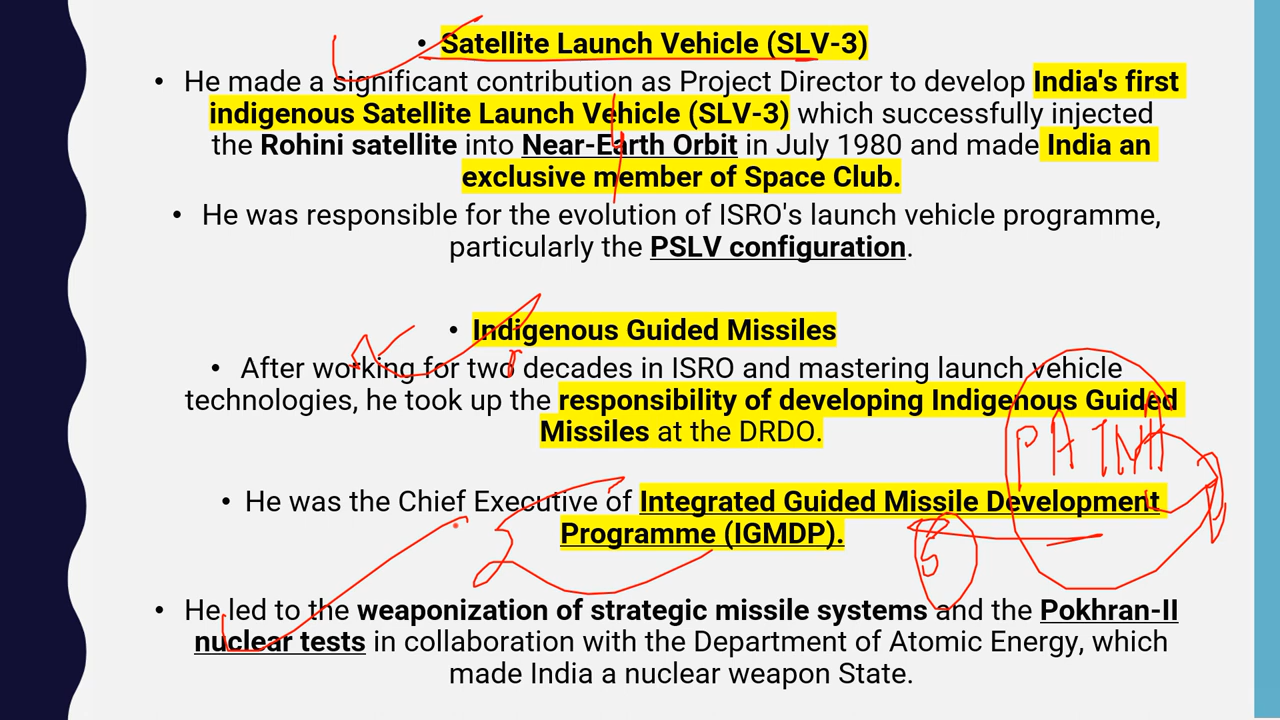 • Satellite Launch Vehicle (SLV-3)
• He made a significant contribution as Project Director to develop India's first
indigenous Satellite Launch Vehicle (SLV-3) which successfully injected
the Rohini satellite into Near-Earth Orbit in July 1980 and made India an
exclusive member of Space Club.
• He was responsible for the evolution of ISRO's launch vehicle programme,
particularly the PSLV configuration.
• Indigenous Guided Missiles
• After working for two decades in ISRO and mastering launch vehicle
technologies, he took up the responsibility of developing Indigenous Guided
Missiles at the DRDO.
PATNA
• He was the Chief Executive of Integrated Guided Missile Development
Programme (IGMDP).
5
• He led to the weaponization of strategic missile systems and the Pokhran-II
nuclear tests in collaboration with the Department of Atomic Energy, which
made India a nuclear weapon State.